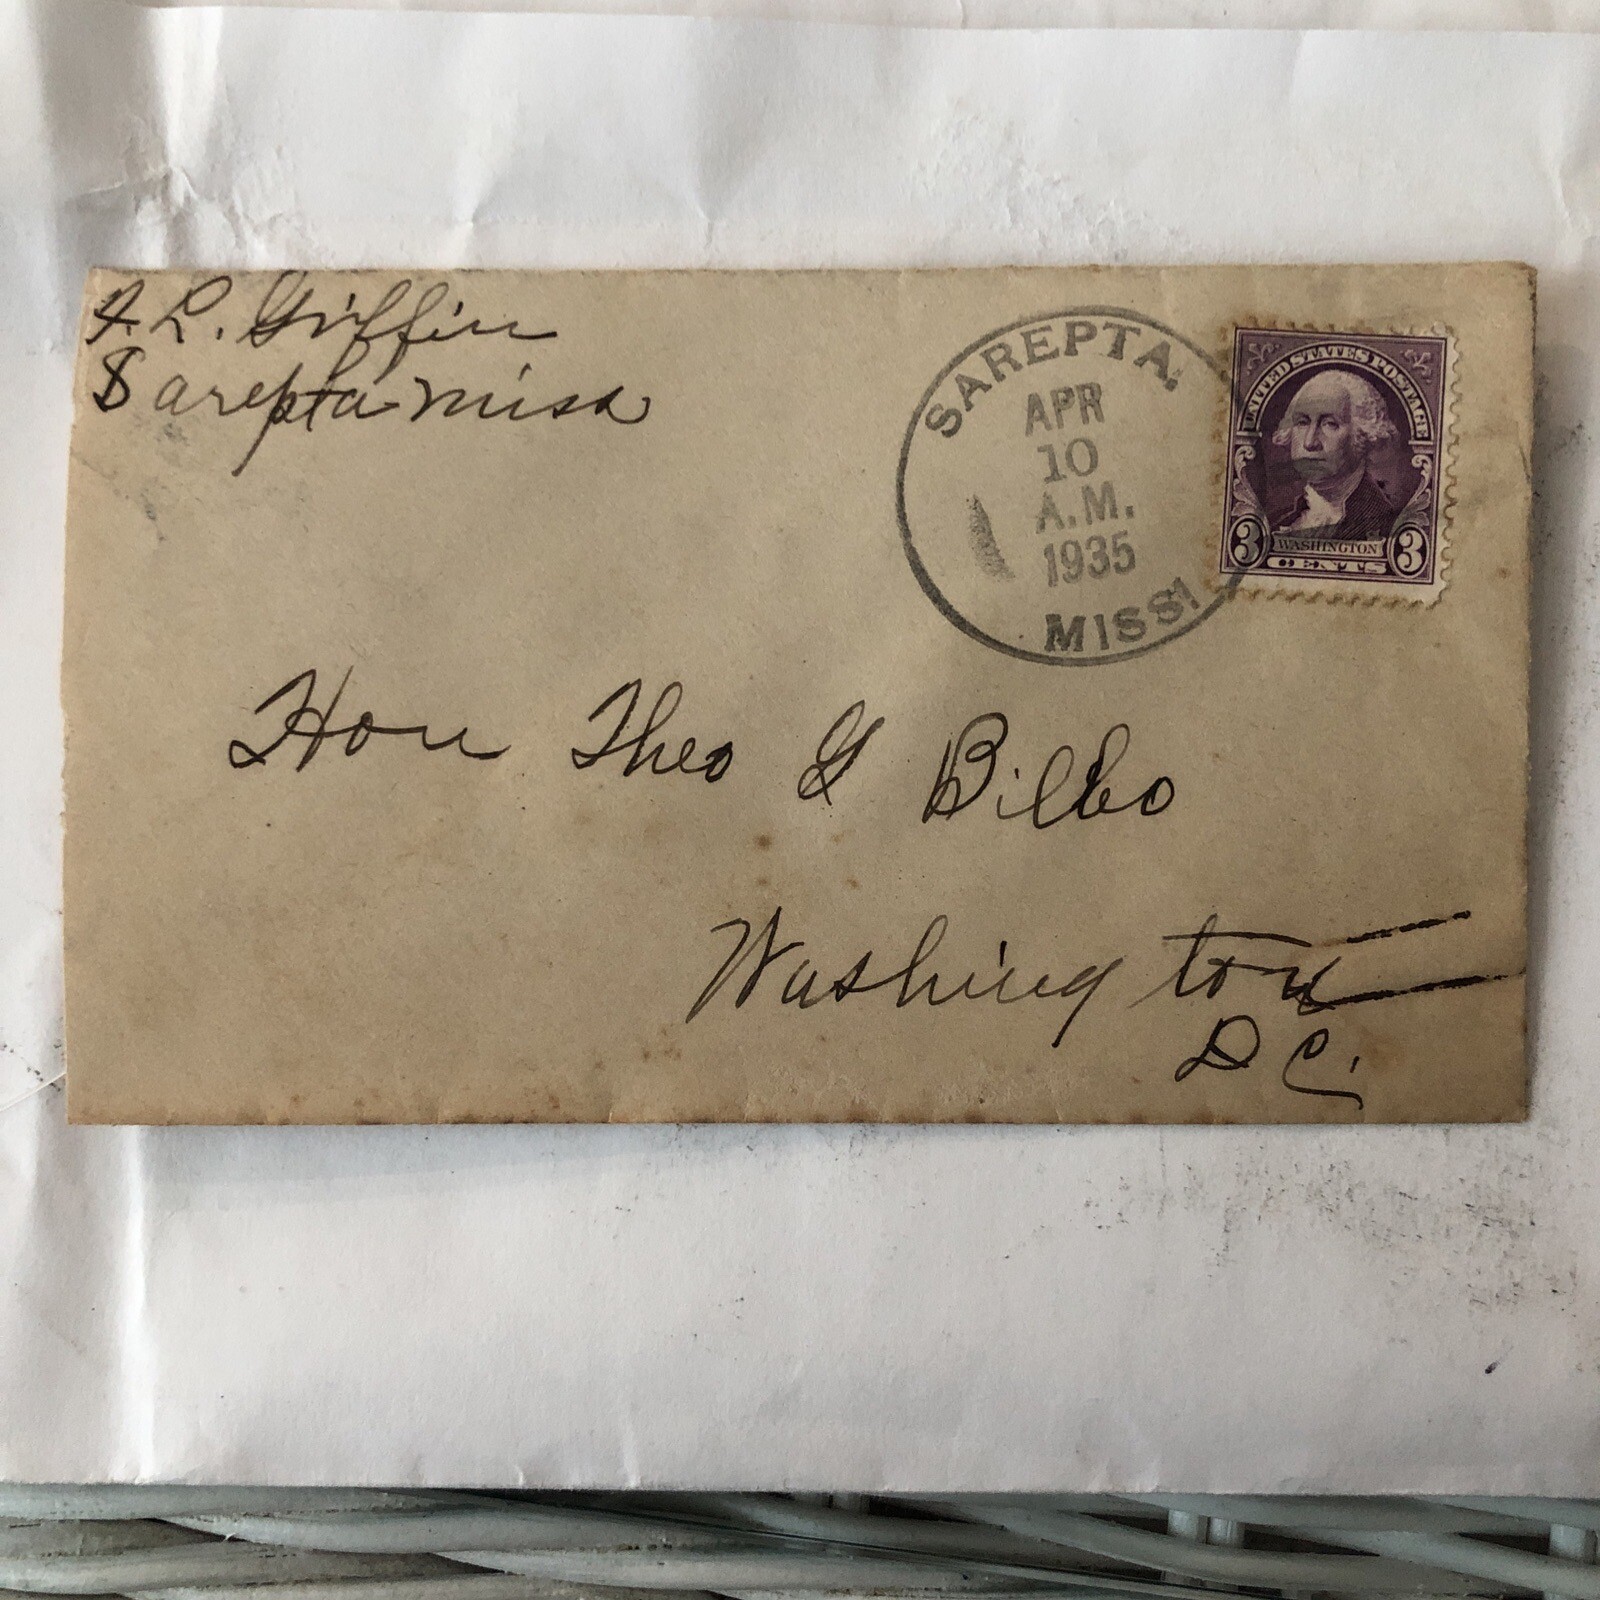 A. L. Griffin
Sarepta Miss
SAREPTA.
APR
10
A.M.
1935
MISS.
UNITED STATES POSTAGE
3 WASHINGTON 3
CENTS
Hon Theo G Bilbo
Washington
D C.